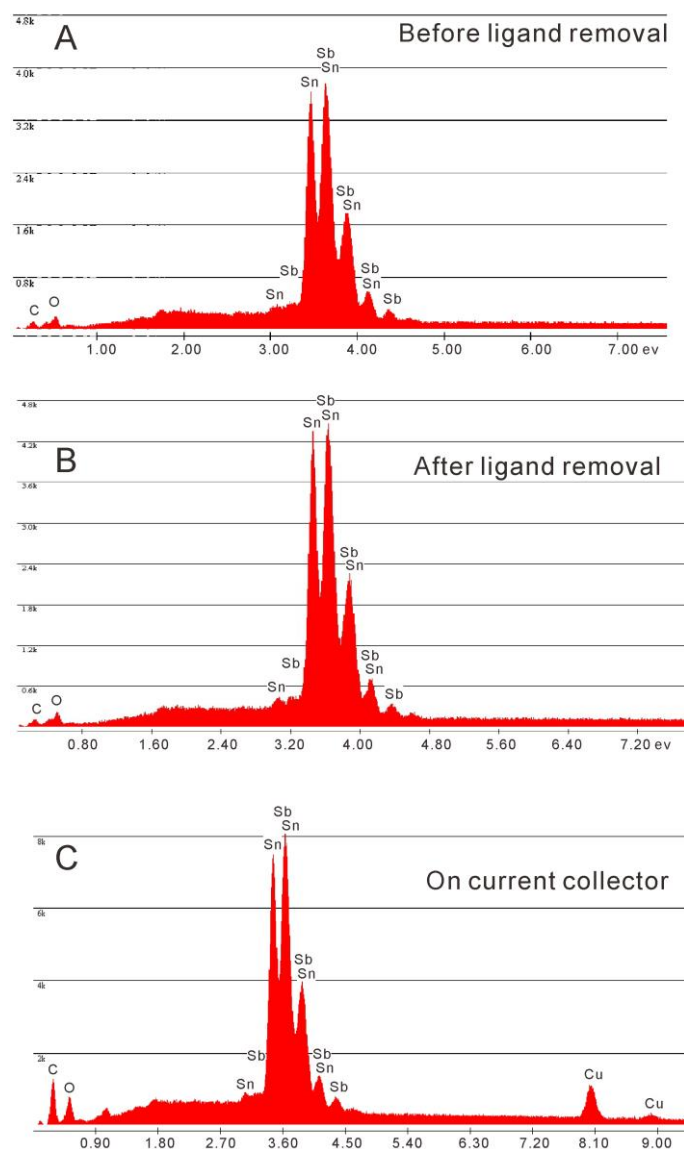 A
Before ligand removal
4.8k
4.0k
3.2k
2.4k
1.6k
0.8k
C
O
Sn
Sb
Sn
Sb
Sn
Sb
Sn
Sb
Sn
Sb
1.00 2.00 3.00 4.00 5.00 6.00 7.00 ev
B
After ligand removal
4.8k
4.2k
3.6k
3.0k
2.4k
1.8k
1.2k
0.6k
C
O
Sn
Sb
Sn
Sb
Sn
Sb
Sn
Sb
Sn
Sb
0.80 1.60 2.40 3.20 4.00 4.80 5.60 6.40 7.20 ev
C
On current collector
8k
6k
4k
2k
C
O
Sn
Sb
Sn
Sb
Sn
Sb
Sn
Sb
Sn
Sb
Cu
Cu
0.90 1.80 2.70 3.60 4.50 5.40 6.30 7.20 8.10 9.00